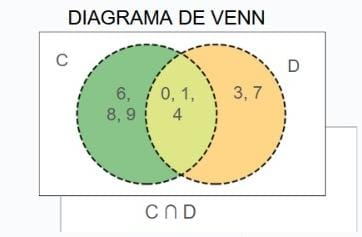 DIAGRAMA DE VENN
C
D
6,
8, 9
0, 1,
4
3, 7
C ∩ D